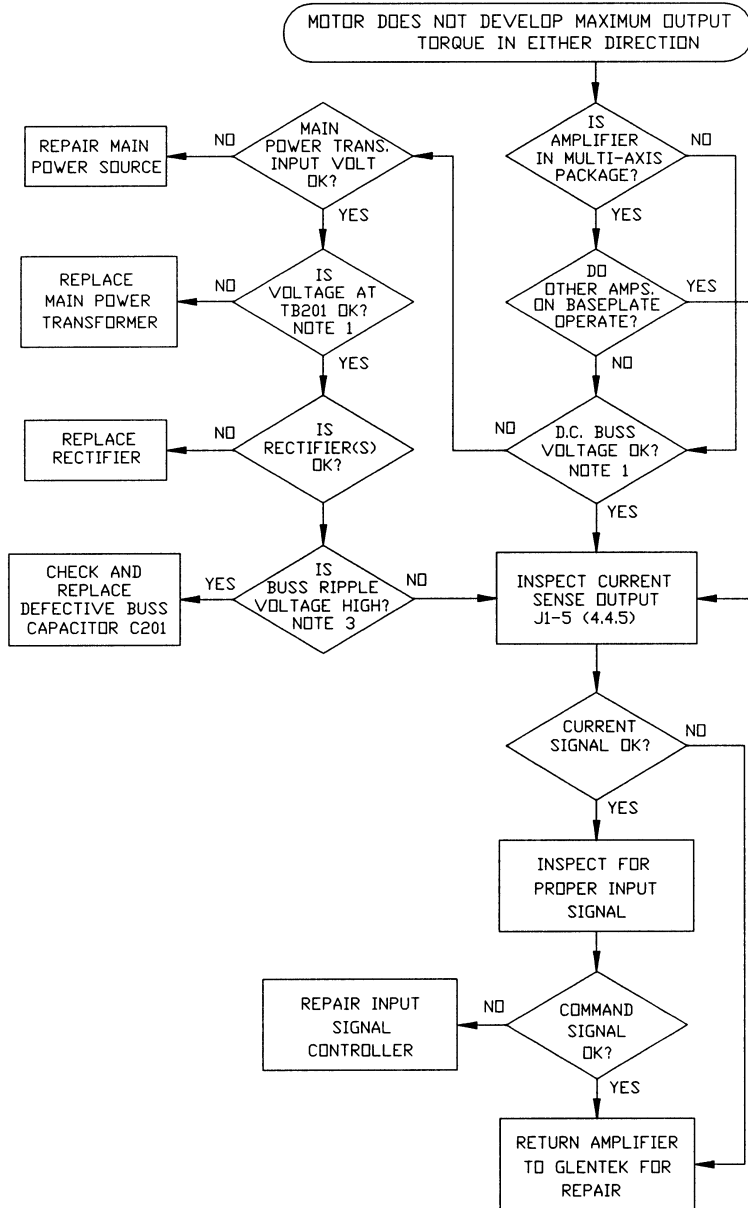 MOTOR DOES NOT DEVELOP MAXIMUM OUTPUT
TORQUE IN EITHER DIRECTION
IS
AMPLIFIER
IN MULTI-AXIS
PACKAGE?
NO
YES
DO
OTHER AMPS.
ON BASEPLATE
OPERATE?
YES
NO
D.C. BUSS
VOLTAGE OK?
NOTE 1
NO
YES
MAIN
POWER TRANS.
INPUT VOLT
OK?
NO
YES
REPAIR MAIN
POWER SOURCE
IS
VOLTAGE AT
TB201 OK?
NOTE 1
NO
YES
REPLACE
MAIN POWER
TRANSFORMER
IS
RECTIFIER(S)
OK?
NO
YES
REPLACE
RECTIFIER
IS
BUSS RIPPLE
VOLTAGE HIGH?
NOTE 3
YES
NO
CHECK AND
REPLACE
DEFECTIVE BUSS
CAPACITOR C201
INSPECT CURRENT
SENSE OUTPUT
J1-5 (4.4.5)
CURRENT
SIGNAL OK?
NO
YES
INSPECT FOR
PROPER INPUT
SIGNAL
COMMAND
SIGNAL
OK?
NO
YES
REPAIR INPUT
SIGNAL
CONTROLLER
RETURN AMPLIFIER
TO GLENTEK FOR
REPAIR